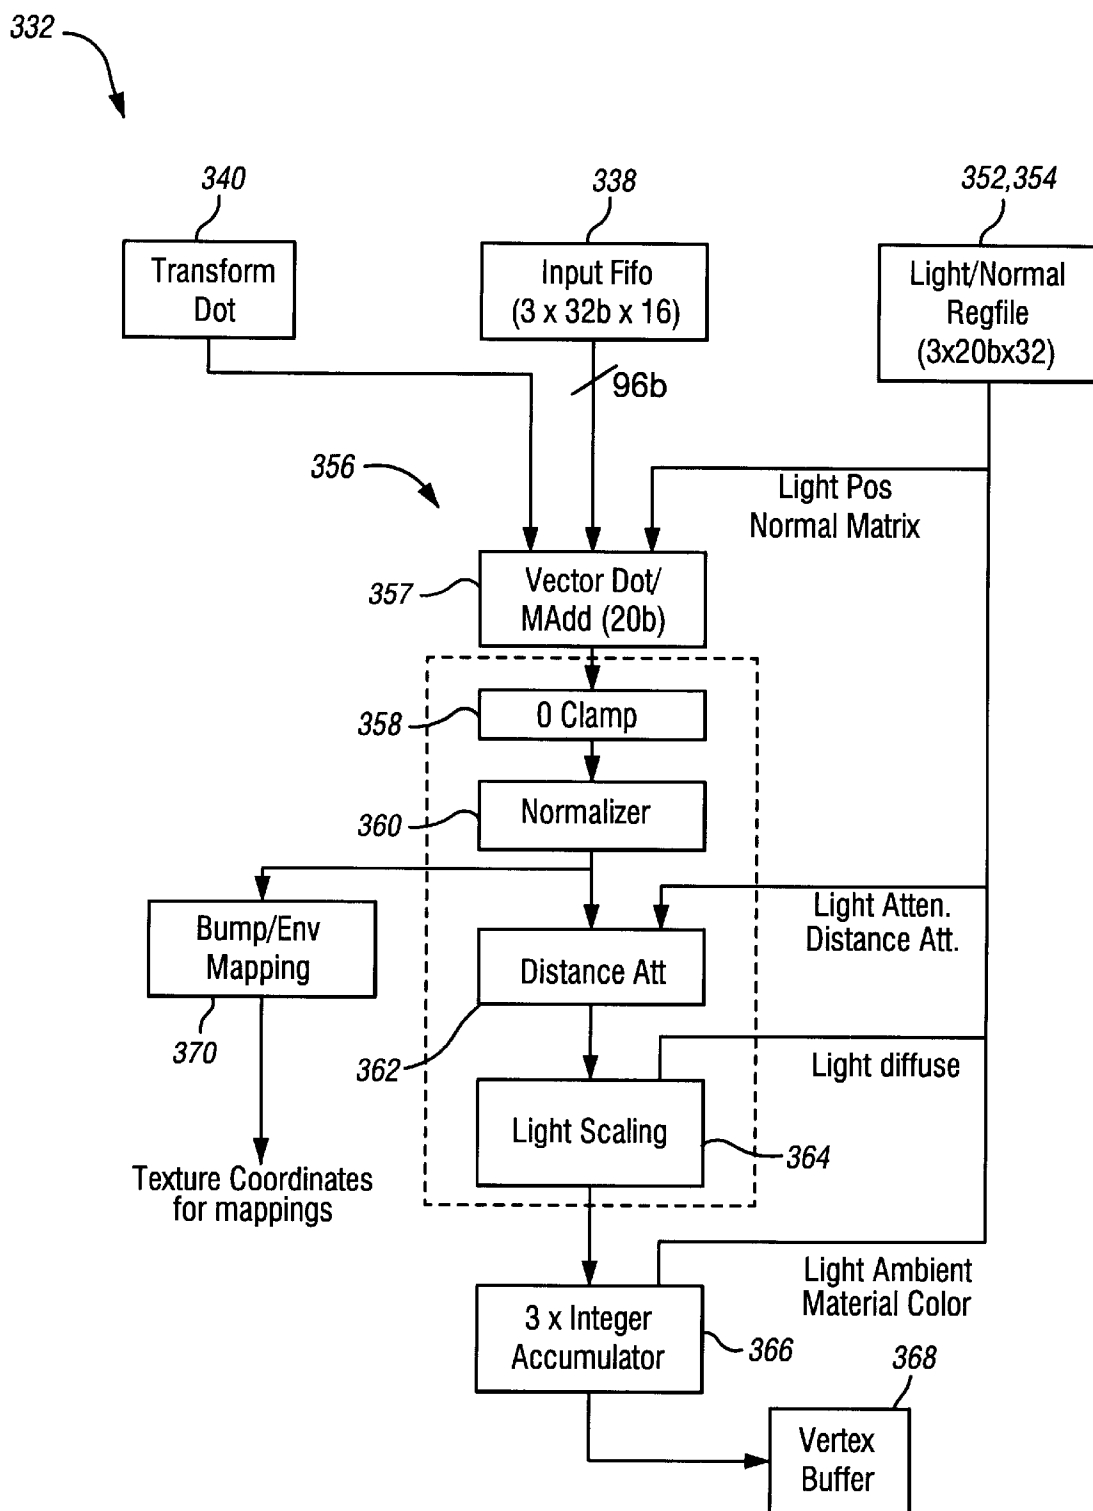 332
340
338
352,354
Transform
Dot
Input Fifo
(3 x 32b x 16)
Light/Normal
Regfile
(3x20bx32)
96b
356
Light Pos
Normal Matrix
357
Vector Dot/
MAdd (20b)
358
0 Clamp
360
Normalizer
Bump/Env
Mapping
Light Atten.
Distance Att.
Distance Att
370
362
Light diffuse
Light Scaling
364
Texture Coordinates
for mappings
Light Ambient
Material Color
3 x Integer
Accumulator
366
368
Vertex
Buffer